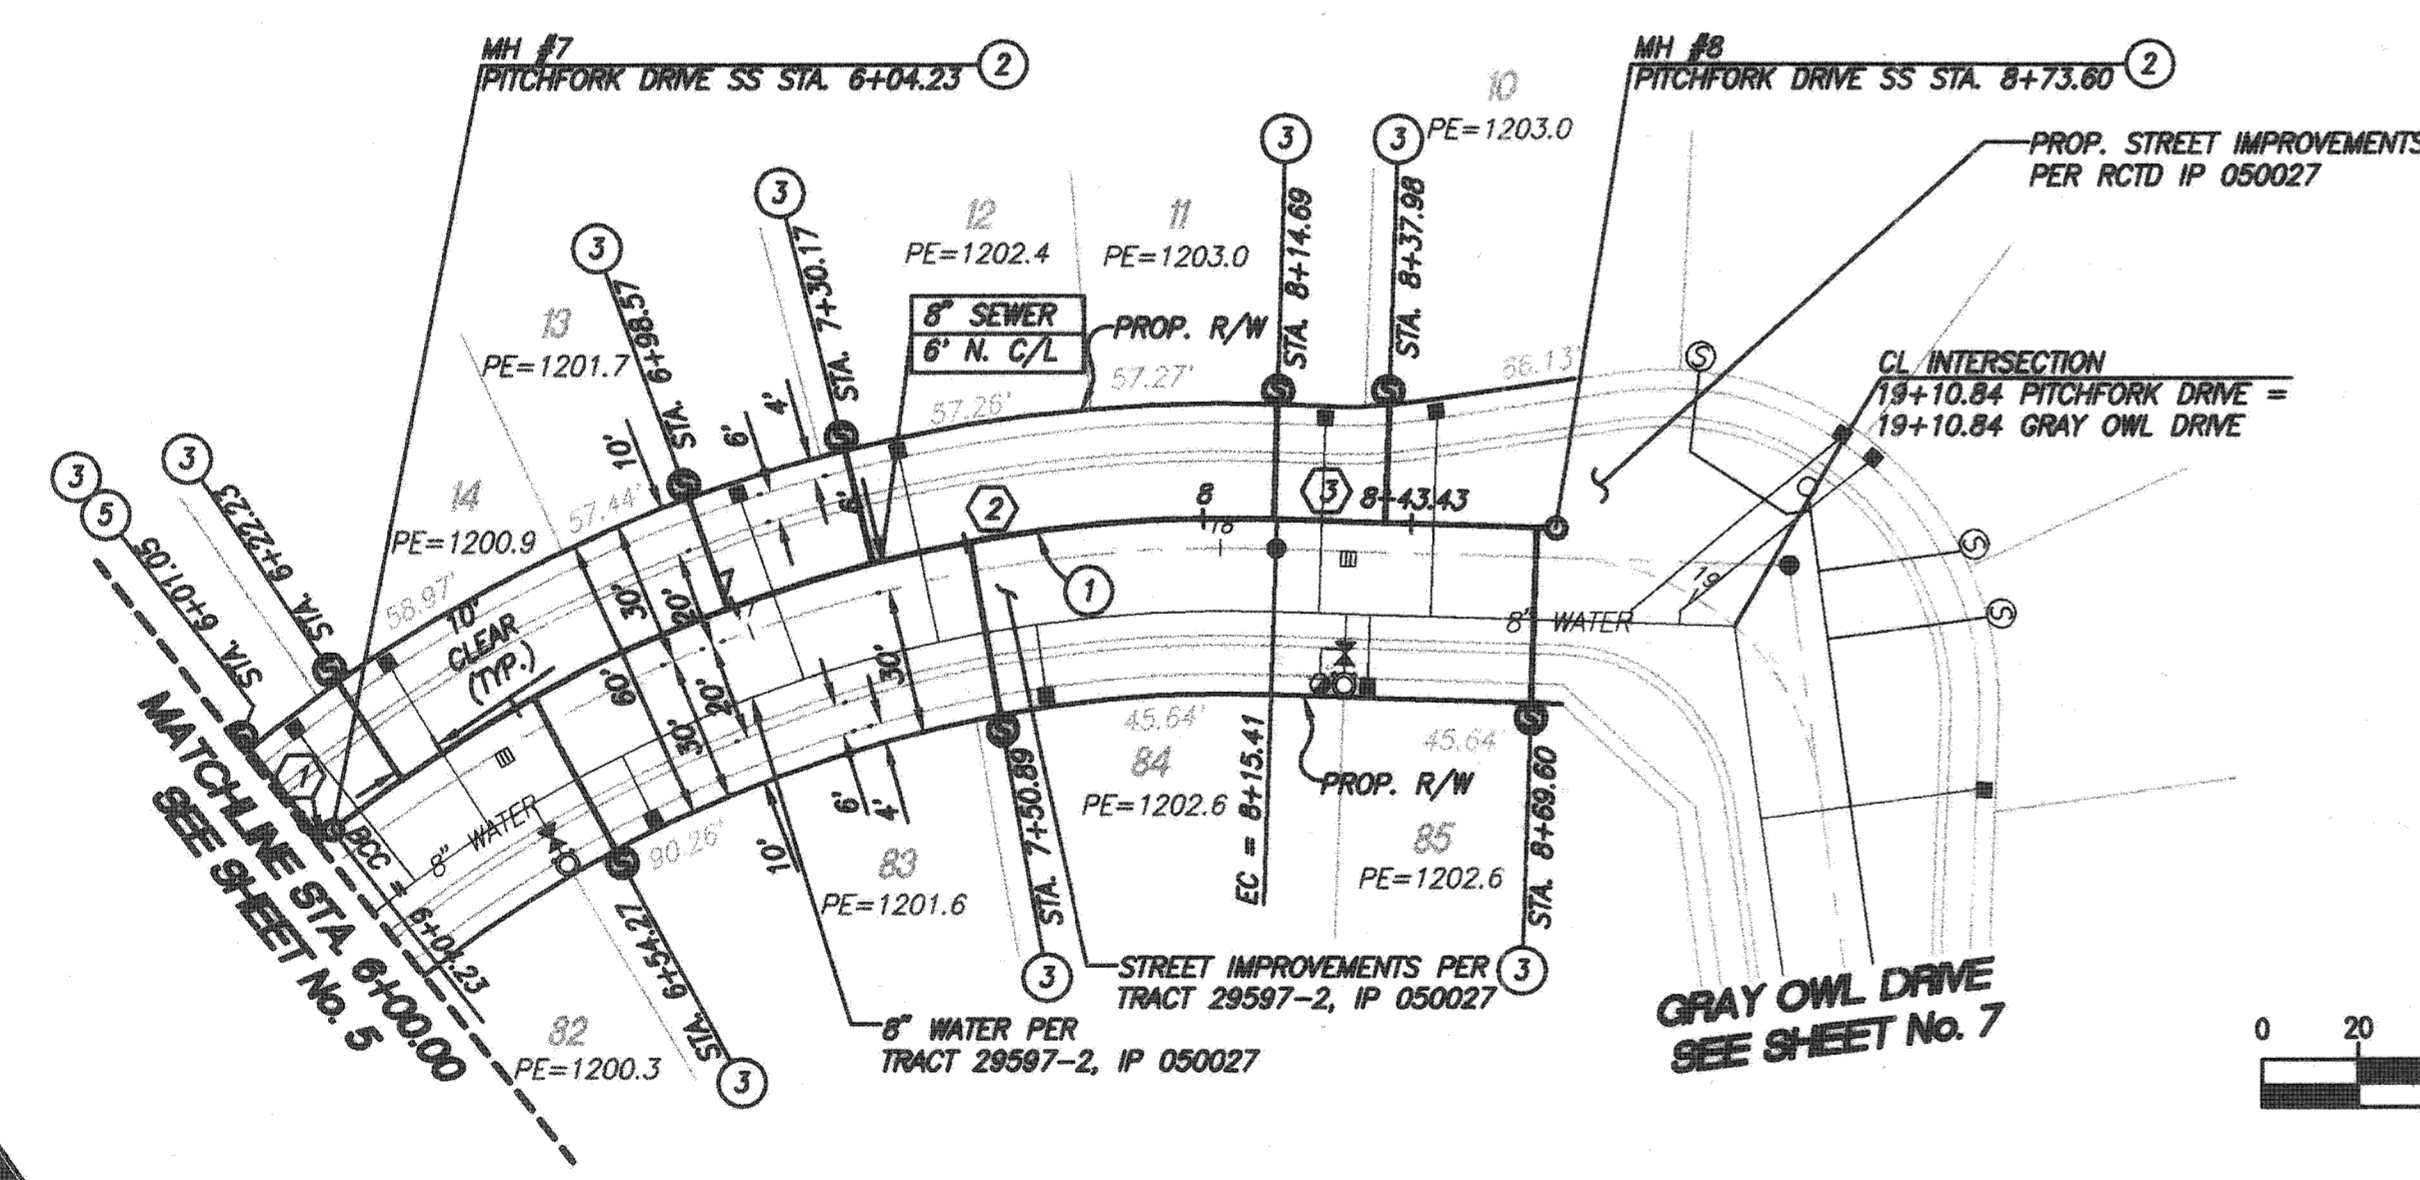 MH #7
PITCHFORK DRIVE SS STA. 6+04.23
2
MH #8
PITCHFORK DRIVE SS STA. 8+73.60
2
PROP. STREET IMPROVEMENTS
PER RCTD IP 050027
10
PE=1203.0
3
3
STA. 8+14.69
STA. 8+37.98
3
STA. 7+30.17
3
STA. 6+98.57
12
PE=1202.4
11
PE=1203.0
13
PE=1201.7
8" SEWER
6' N. C/L
PROP. R/W
57.26'
57.27'
66.13'
S
CL INTERSECTION
19+10.84 PITCHFORK DRIVE =
19+10.84 GRAY OWL DRIVE
10'
6'
4'
6'
57.44'
14
PE=1200.9
58.97'
3
5
3
STA. 6+01.05
STA. 6+22.23
10'
CLEAR
(TYP.)
30'
20'
7
60'
30'
20'
30'
2
8
3
8+43.43
1
19
S
S
8" WATER
8" WATER
1
BCC =
6+04.23
MATCHLINE STA. 6+00.00
SEE SHEET No. 5
90.26'
10'
6'
4'
45.64'
45.64'
84
PE=1202.6
PROP. R/W
85
PE=1202.6
83
PE=1201.6
82
PE=1200.3
STA. 6+54.27
3
STA. 7+50.89
3
EC = 8+15.41
STA. 8+69.60
3
STREET IMPROVEMENTS PER
TRACT 29597-2, IP 050027
8" WATER PER
TRACT 29597-2, IP 050027
GRAY OWL DRIVE
SEE SHEET No. 7
0 20